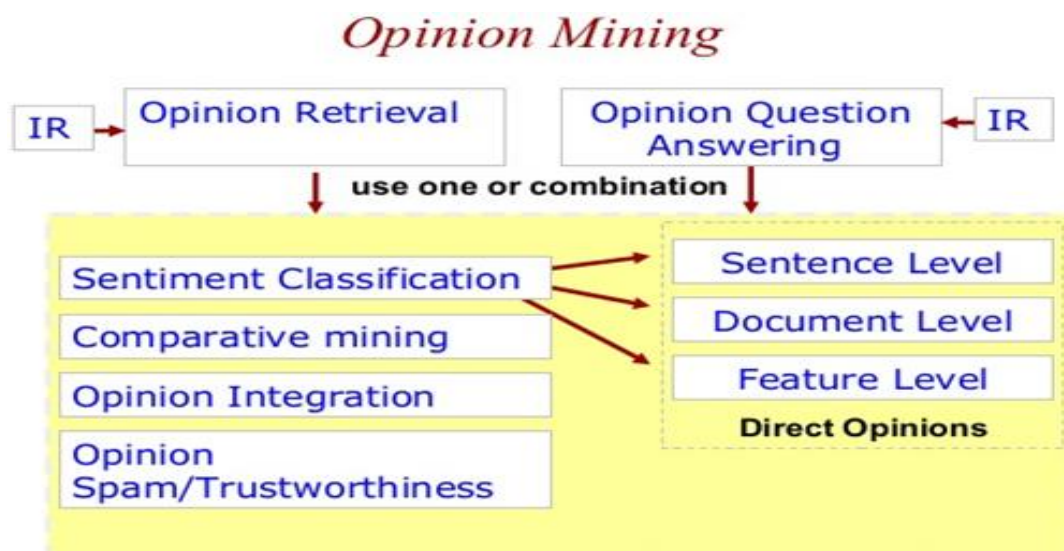 Opinion Mining
IR
Opinion Retrieval
Opinion Question
Answering
IR
use one or combination
Sentiment Classification
Comparative mining
Opinion Integration
Opinion
Spam/Trustworthiness
Sentence Level
Document Level
Feature Level
Direct Opinions